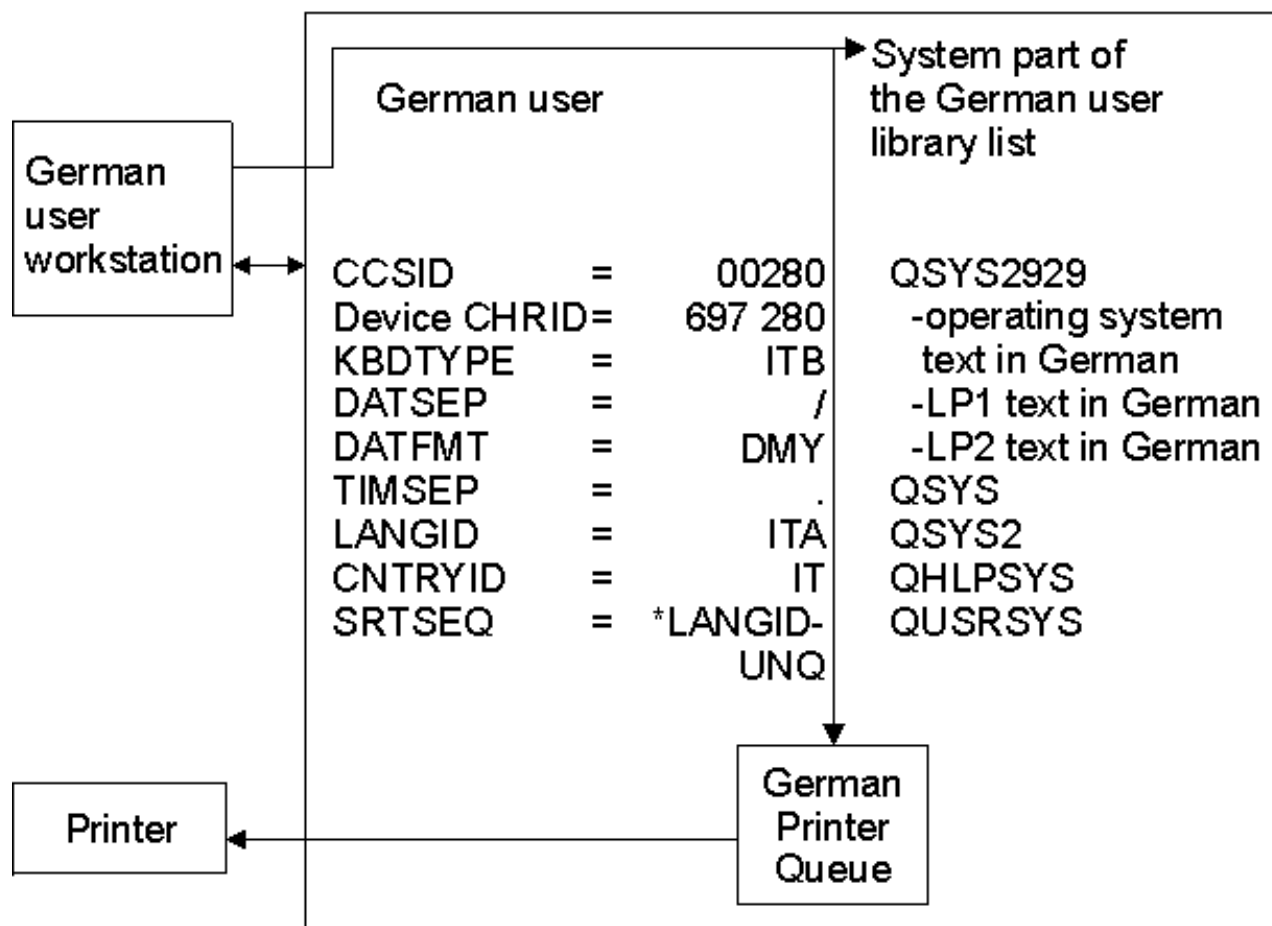 System part of
the German user
library list
German user
German
user
workstation
CCSID = 00280 QSYS2929
Device CHRID= 697 280 -operating system
KBDTYPE = ITB text in German
DATSEP = / -LP1 text in German
DATFMT = DMY -LP2 text in German
TIMSEP = . QSYS
LANGID = ITA QSYS2
CNTRYID = IT QHLPSYS
SRTSEQ = *LANGID- QUSRSYS
UNQ
German
Printer
Queue
Printer